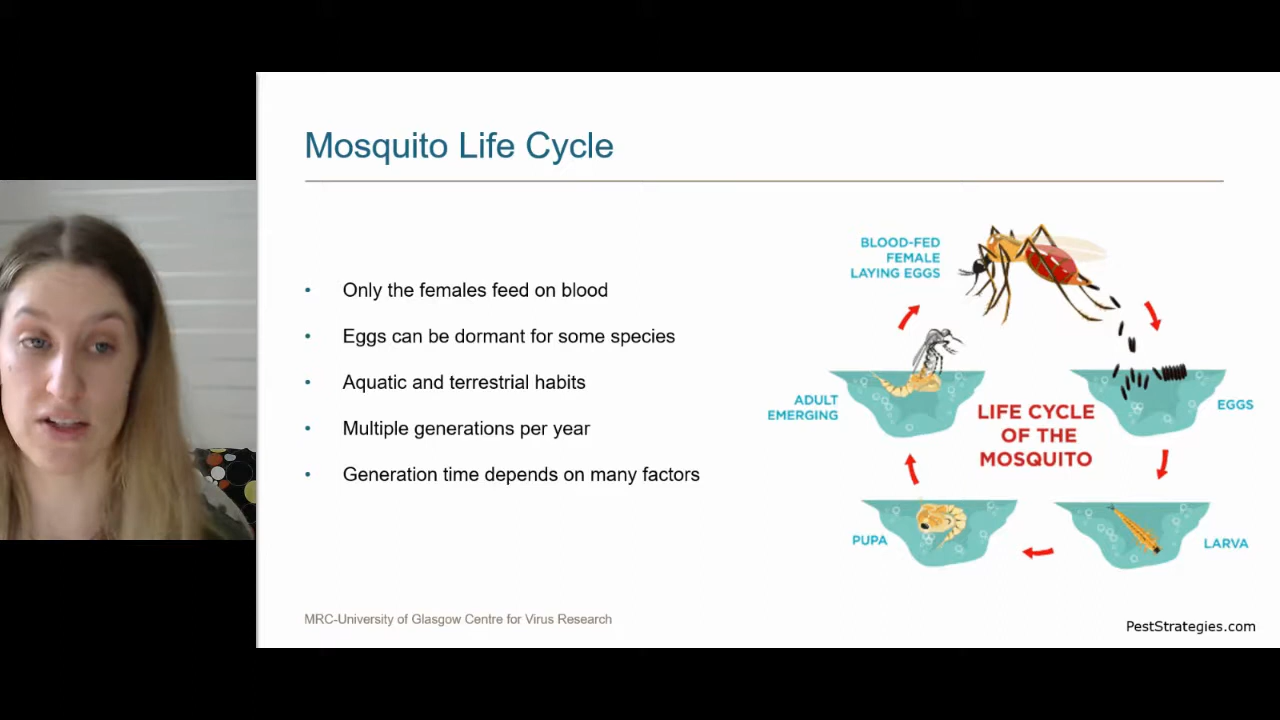 Mosquito Life Cycle
• Only the females feed on blood
• Eggs can be dormant for some species
• Aquatic and terrestrial habits
• Multiple generations per year
• Generation time depends on many factors
BLOOD-FED
FEMALE
LAYING EGGS
ADULT
EMERGING
LIFE CYCLE
OF THE
MOSQUITO
EGGS
PUPA
LARVA
MRC-University of Glasgow Centre for Virus Research
PestStrategies.com